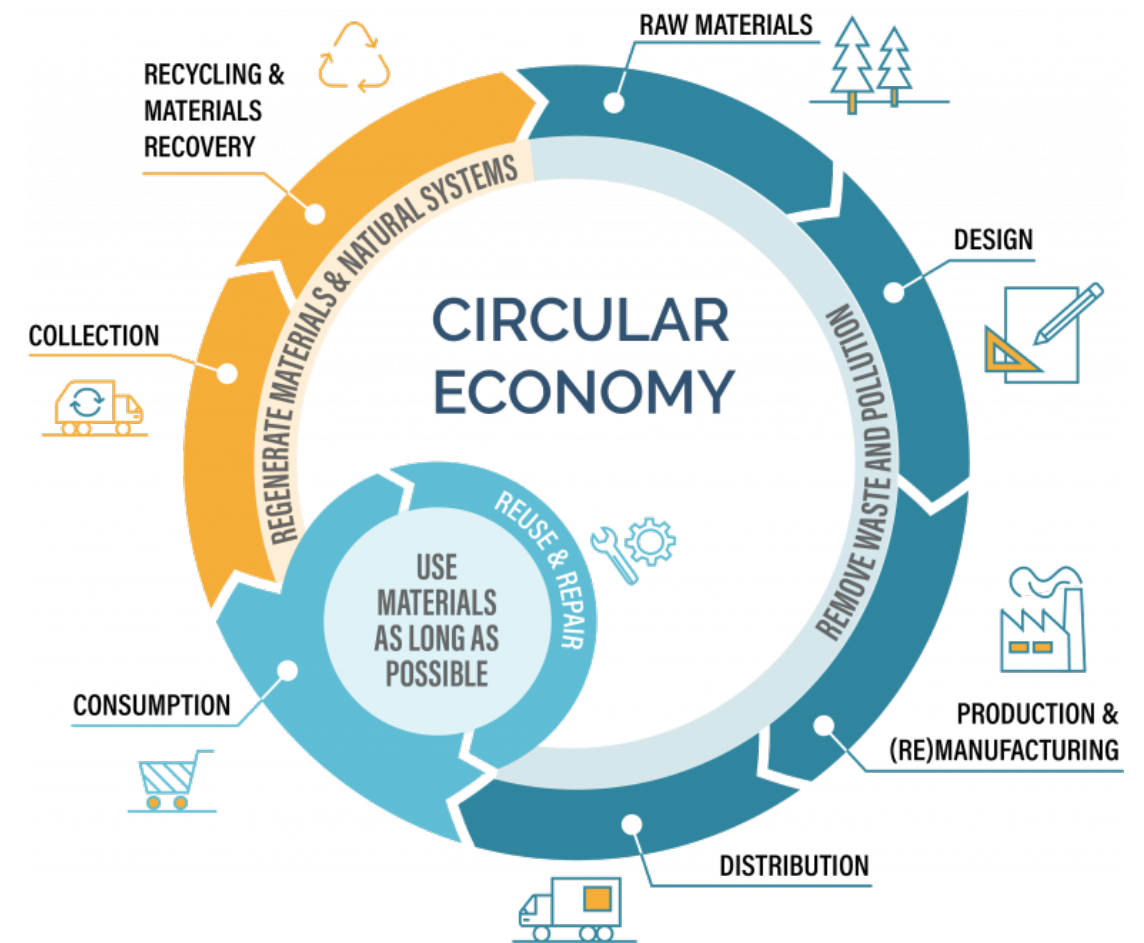 CIRCULAR
ECONOMY
RAW MATERIALS
DESIGN
PRODUCTION &
(RE)MANUFACTURING
DISTRIBUTION
CONSUMPTION
COLLECTION
RECYCLING &
MATERIALS
RECOVERY
REMOVE WASTE AND POLLUTION
REGENERATE MATERIALS & NATURAL SYSTEMS
REUSE & REPAIR
USE
MATERIALS
AS LONG AS
POSSIBLE